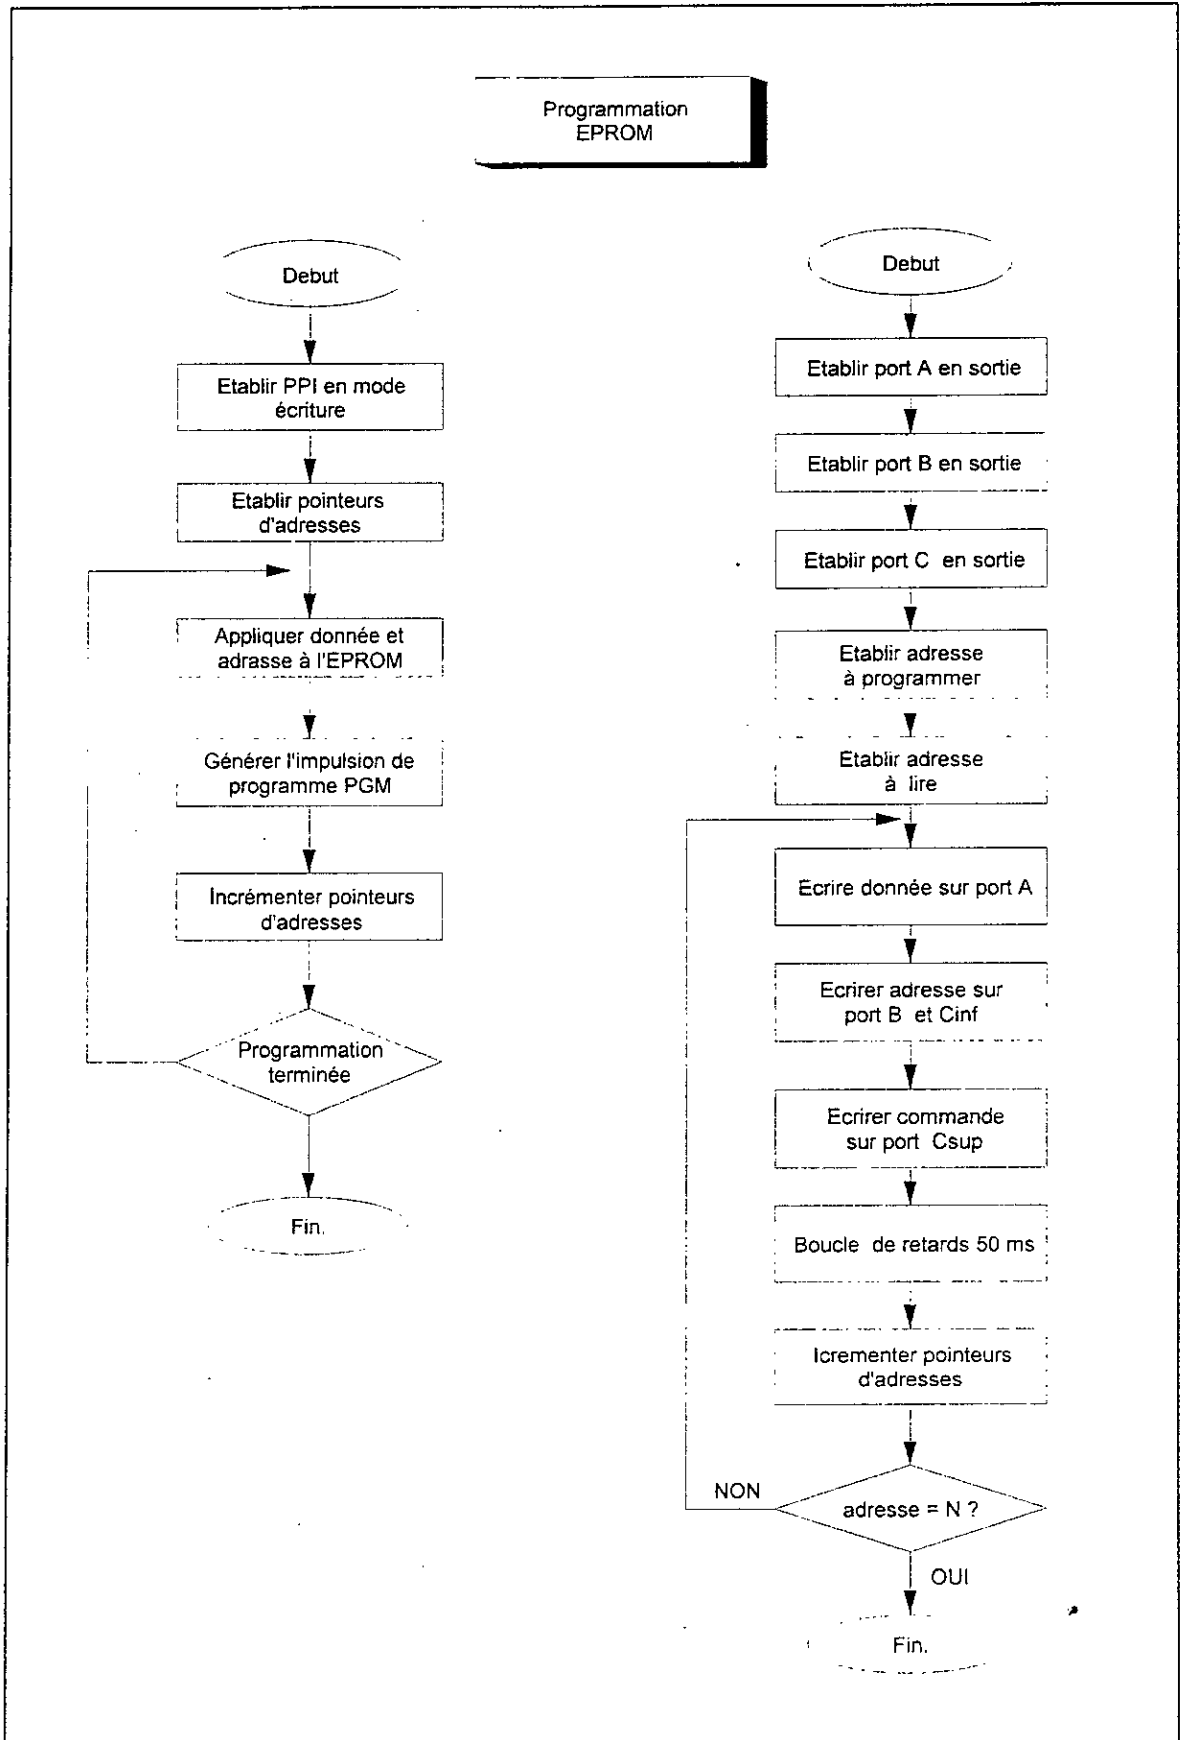 Programmation
EPROM
Debut
Etablir PPI en mode
écriture
Etablir pointeurs
d'adresses
Appliquer donnée et
adrasse à l'EPROM
Générer l'impulsion de
programme PGM
Incrémenter pointeurs
d'adresses
Programmation
terminée
Fin.
Debut
Etablir port A en sortie
Etablir port B en sortie
Etablir port C en sortie
Etablir adresse
à programmer
Etablir adresse
à lire
Ecrire donnée sur port A
Ecrirer adresse sur
port B et Cinf
Ecrirer commande
sur port Csup
Boucle de retards 50 ms
Icrementer pointeurs
d'adresses
NON
adresse = N ?
OUI
Fin.